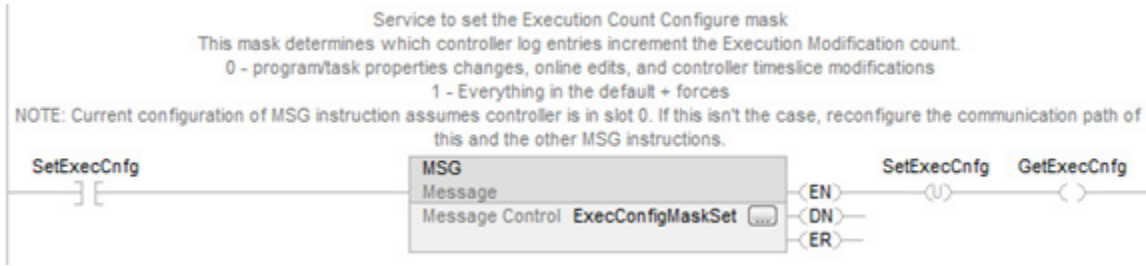 Service to set the Execution Count Configure mask
This mask determines which controller log entries increment the Execution Modification count.
0 - program/task properties changes, online edits, and controller timeslice modifications
1 - Everything in the default + forces
NOTE: Current configuration of MSG instruction assumes controller is in slot 0. If this isn't the case, reconfigure the communication path of
this and the other MSG instructions.
SetExecCnfg
MSG
Message
Message Control ExecConfigMaskSet ...
EN
DN
ER
SetExecCnfg
U
GetExecCnfg